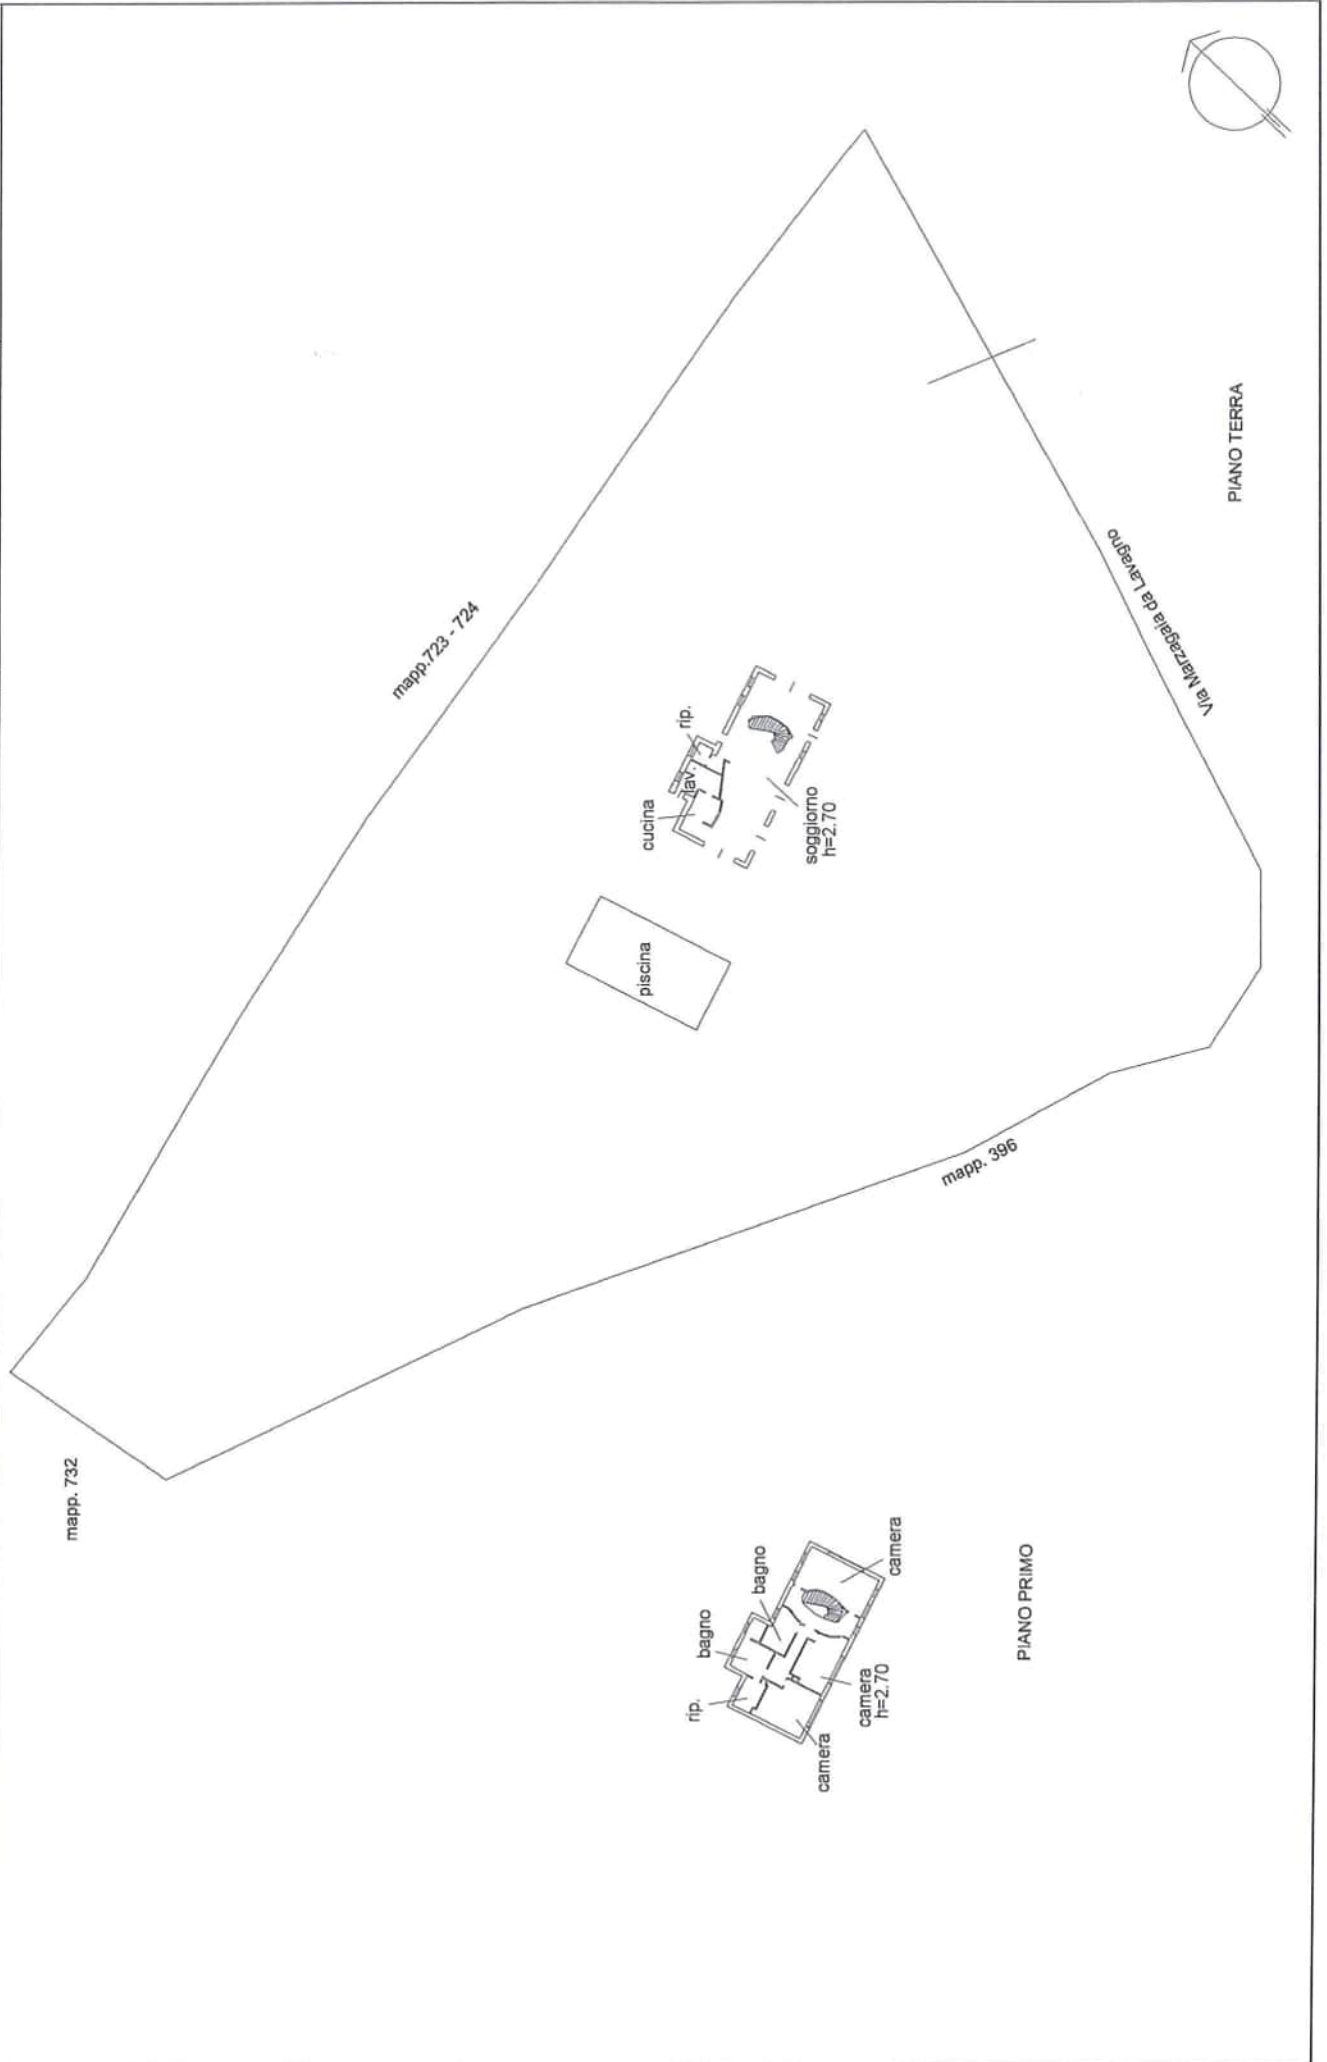 mapp. 732
mapp.723 - 724
mapp. 396
Via Marzagaia da Lavagno
PIANO TERRA
cucina
lav.
rip.
soggiorno
h=2.70
piscina
PIANO PRIMO
rip.
bagno
bagno
camera
camera
h=2.70
camera